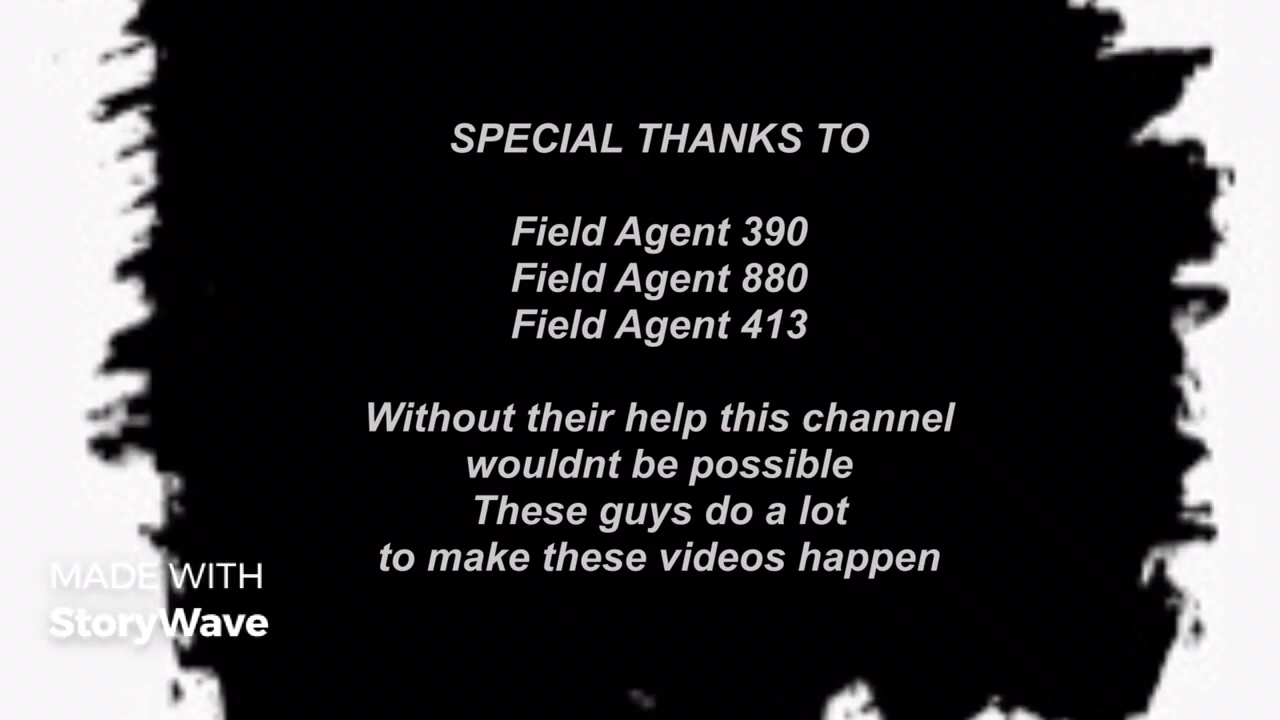 SPECIAL THANKS TO
Field Agent 390
Field Agent 880
Field Agent 413
Without their help this channel
wouldnt be possible
These guys do a lot
to make these videos happen
MADE WITH
StoryWave